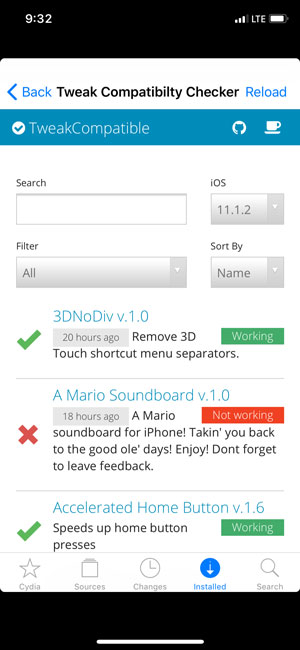 9:32 LTE
Back Tweak Compatibilty Checker Reload
TweakCompatible
Search iOS
11.1.2
Filter Sort By
All Name
3DNoDiv v.1.0
20 hours ago Remove 3D Working
Touch shortcut menu separators.
A Mario Soundboard v.1.0
18 hours ago A Mario Not working
soundboard for iPhone! Takin' you back
to the good ole' days! Enjoy! Dont forget
to leave feedback.
Accelerated Home Button v.1.6
Speeds up home button Working
presses
Cydia Sources Changes Installed Search